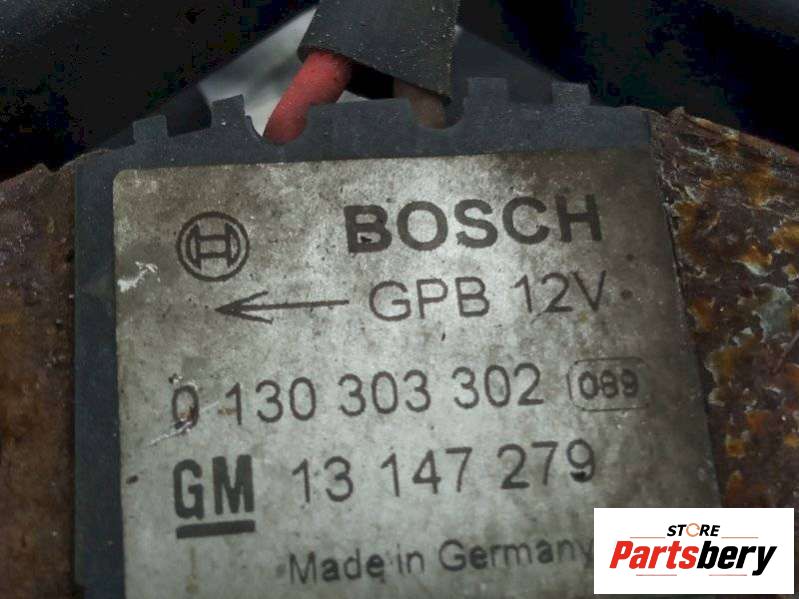 BOSCH
GPB 12V
0 130 303 302 089
GM 13 147 279
Made in Germany
STORE
Partsbery